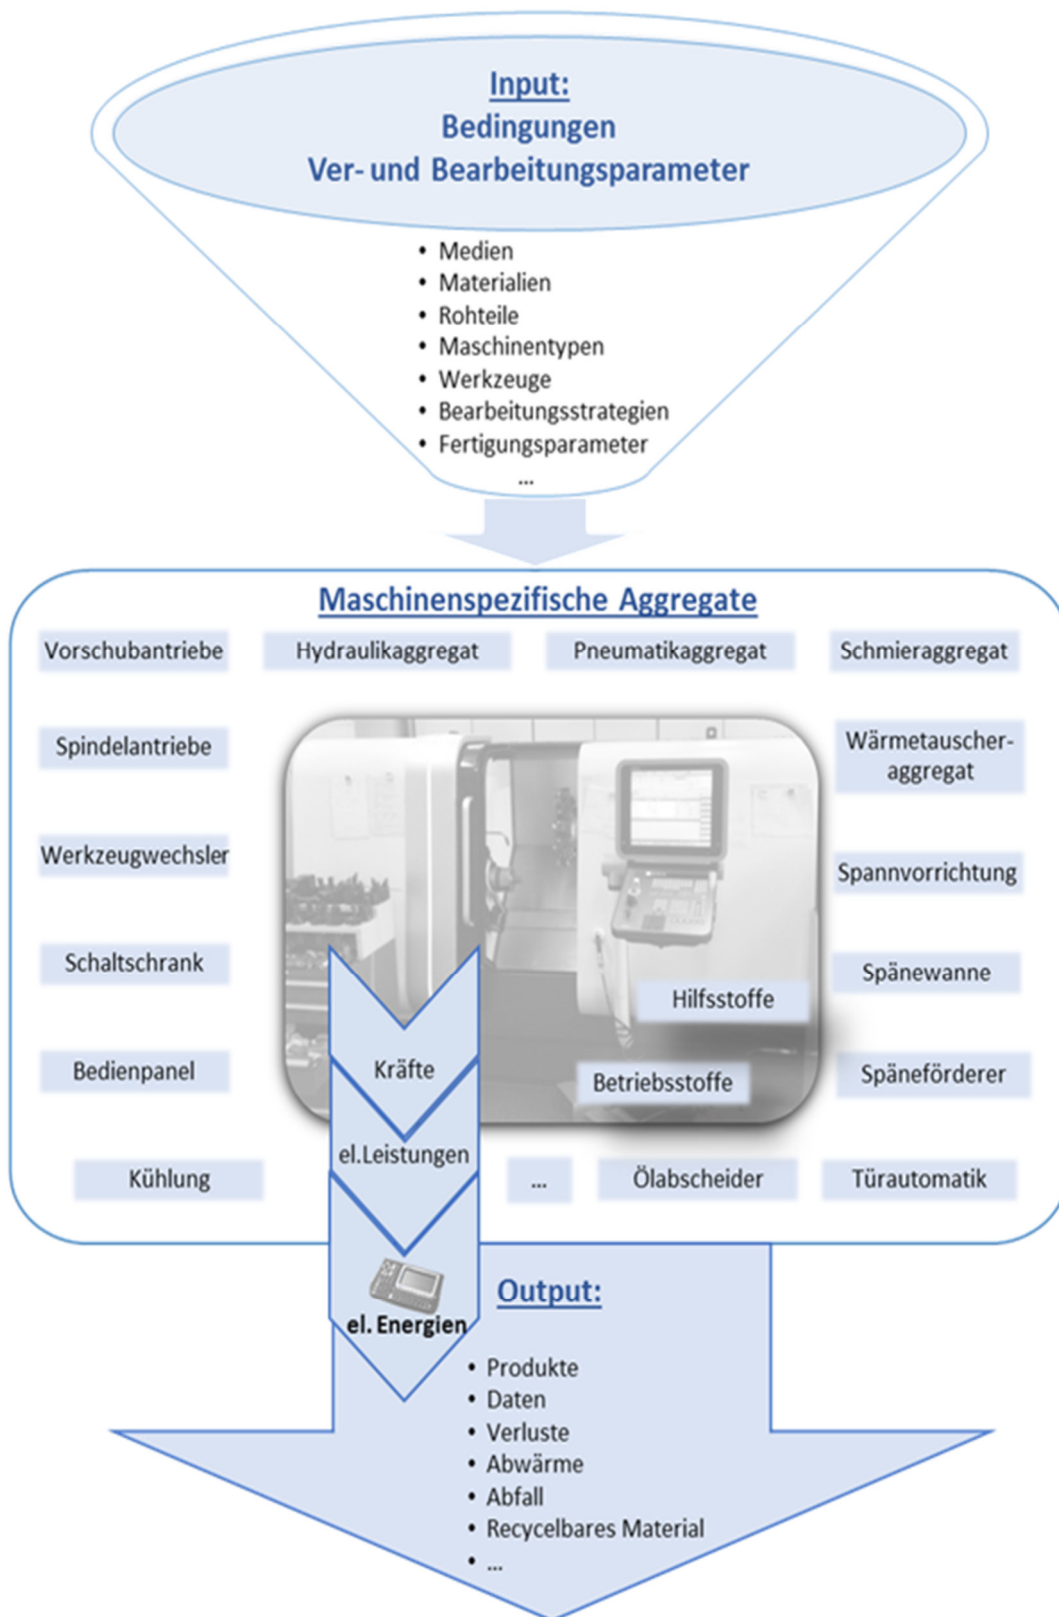 Input:
Bedingungen
Ver- und Bearbeitungsparameter
• Medien
• Materialien
• Rohteile
• Maschinentypen
• Werkzeuge
• Bearbeitungsstrategien
• Fertigungsparameter
...
Maschinenspezifische Aggregate
Vorschubantriebe
Hydraulikaggregat
Pneumatikaggregat
Schmieraggregat
Spindelantriebe
Wärmetauscher-
aggregat
Werkzeugwechsler
Spannvorrichtung
Schaltschrank
Spänewanne
Hilfsstoffe
Bedienpanel
Kräfte
Betriebsstoffe
Späneförderer
el.Leistungen
Kühlung
...
Ölabscheider
Türautomatik
el. Energien
Output:
• Produkte
• Daten
• Verluste
• Abwärme
• Abfall
• Recycelbares Material
• ...